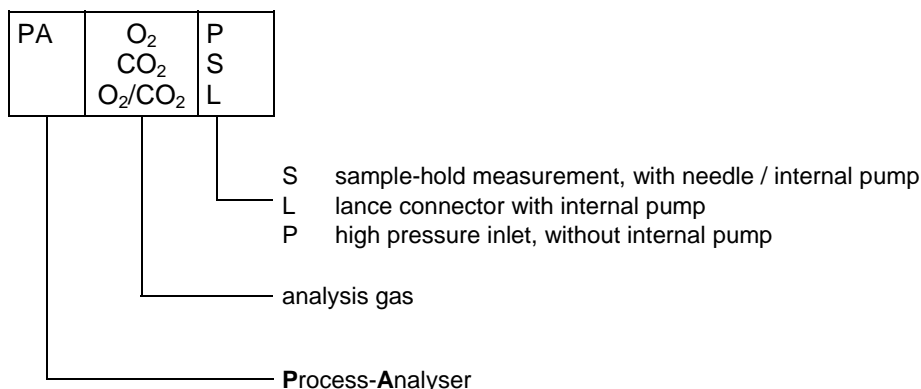 PA O₂ P
CO₂ S
O₂/CO₂ L
S sample-hold measurement, with needle / internal pump
L lance connector with internal pump
P high pressure inlet, without internal pump
analysis gas
Process-Analyser